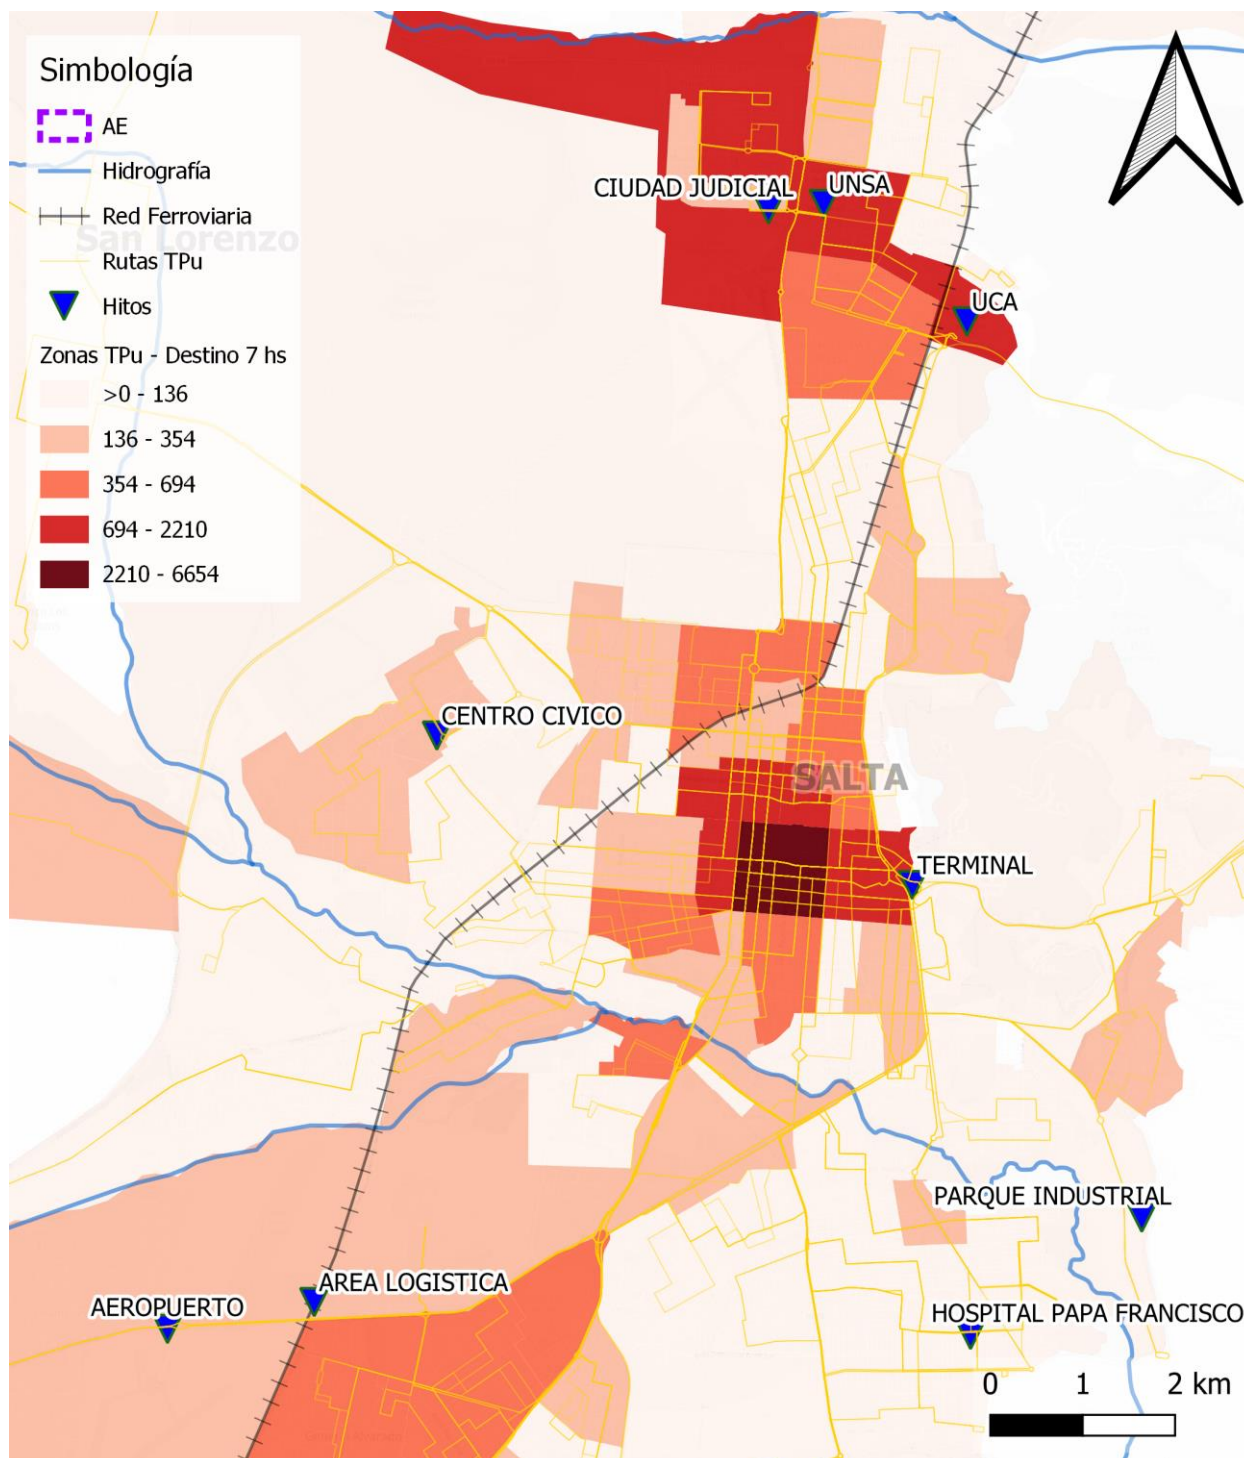 Simbología
AE
Hidrografía
Red Ferroviaria
San Lorenzo
Rutas TPu
Hitos
Zonas TPu - Destino 7 hs
>0 - 136
136 - 354
354 - 694
694 - 2210
2210 - 6654
CIUDAD JUDICIAL
UNSA
UCA
CENTRO CIVICO
SALTA
TERMINAL
PARQUE INDUSTRIAL
AREA LOGISTICA
AEROPUERTO
HOSPITAL PAPA FRANCISCO
0 1 2 km